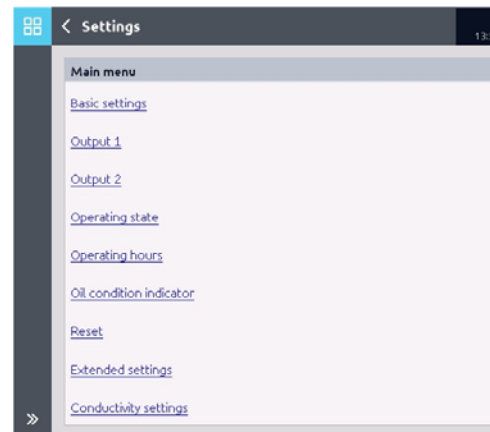 Settings
13:
Main menu
Basic settings
Output 1
Output 2
Operating state
Operating hours
Oil condition indicator
Reset
Extended settings
Conductivity settings